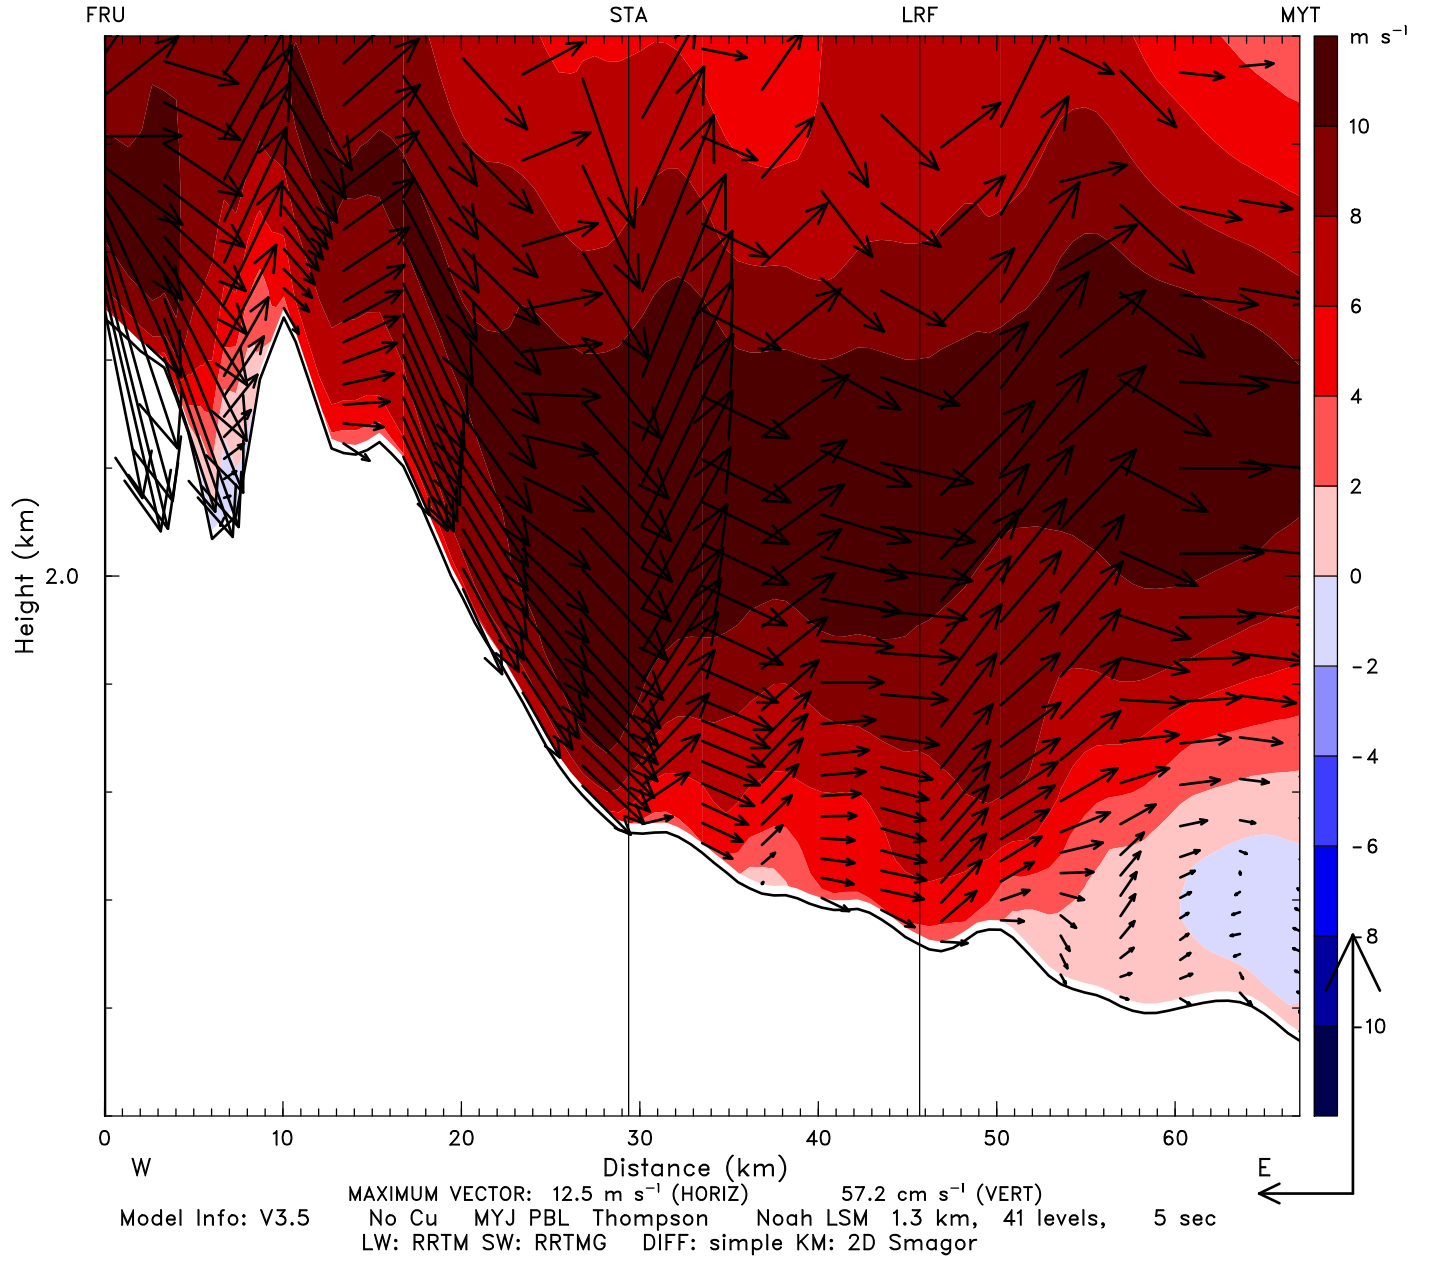 FRU STA LRF MYT
m s⁻¹
10
8
6
4
2
0
-2
-4
-6
-8
-10
Height (km)
2.0
0 10 20 30 40 50 60
W Distance (km) E
MAXIMUM VECTOR: 12.5 m s⁻¹ (HORIZ) 57.2 cm s⁻¹ (VERT)
Model Info: V3.5 No Cu MYJ PBL Thompson Noah LSM 1.3 km, 41 levels, 5 sec
LW: RRTM SW: RRTMG DIFF: simple KM: 2D Smagor